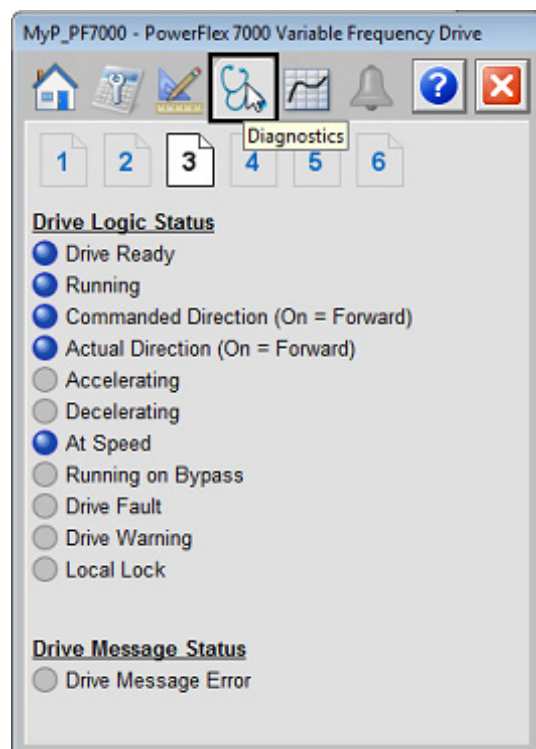 MyP_PF7000 - PowerFlex 7000 Variable Frequency Drive
?
Diagnostics
1 2 3 4 5 6
Drive Logic Status
Drive Ready
Running
Commanded Direction (On = Forward)
Actual Direction (On = Forward)
Accelerating
Decelerating
At Speed
Running on Bypass
Drive Fault
Drive Warning
Local Lock
Drive Message Status
Drive Message Error